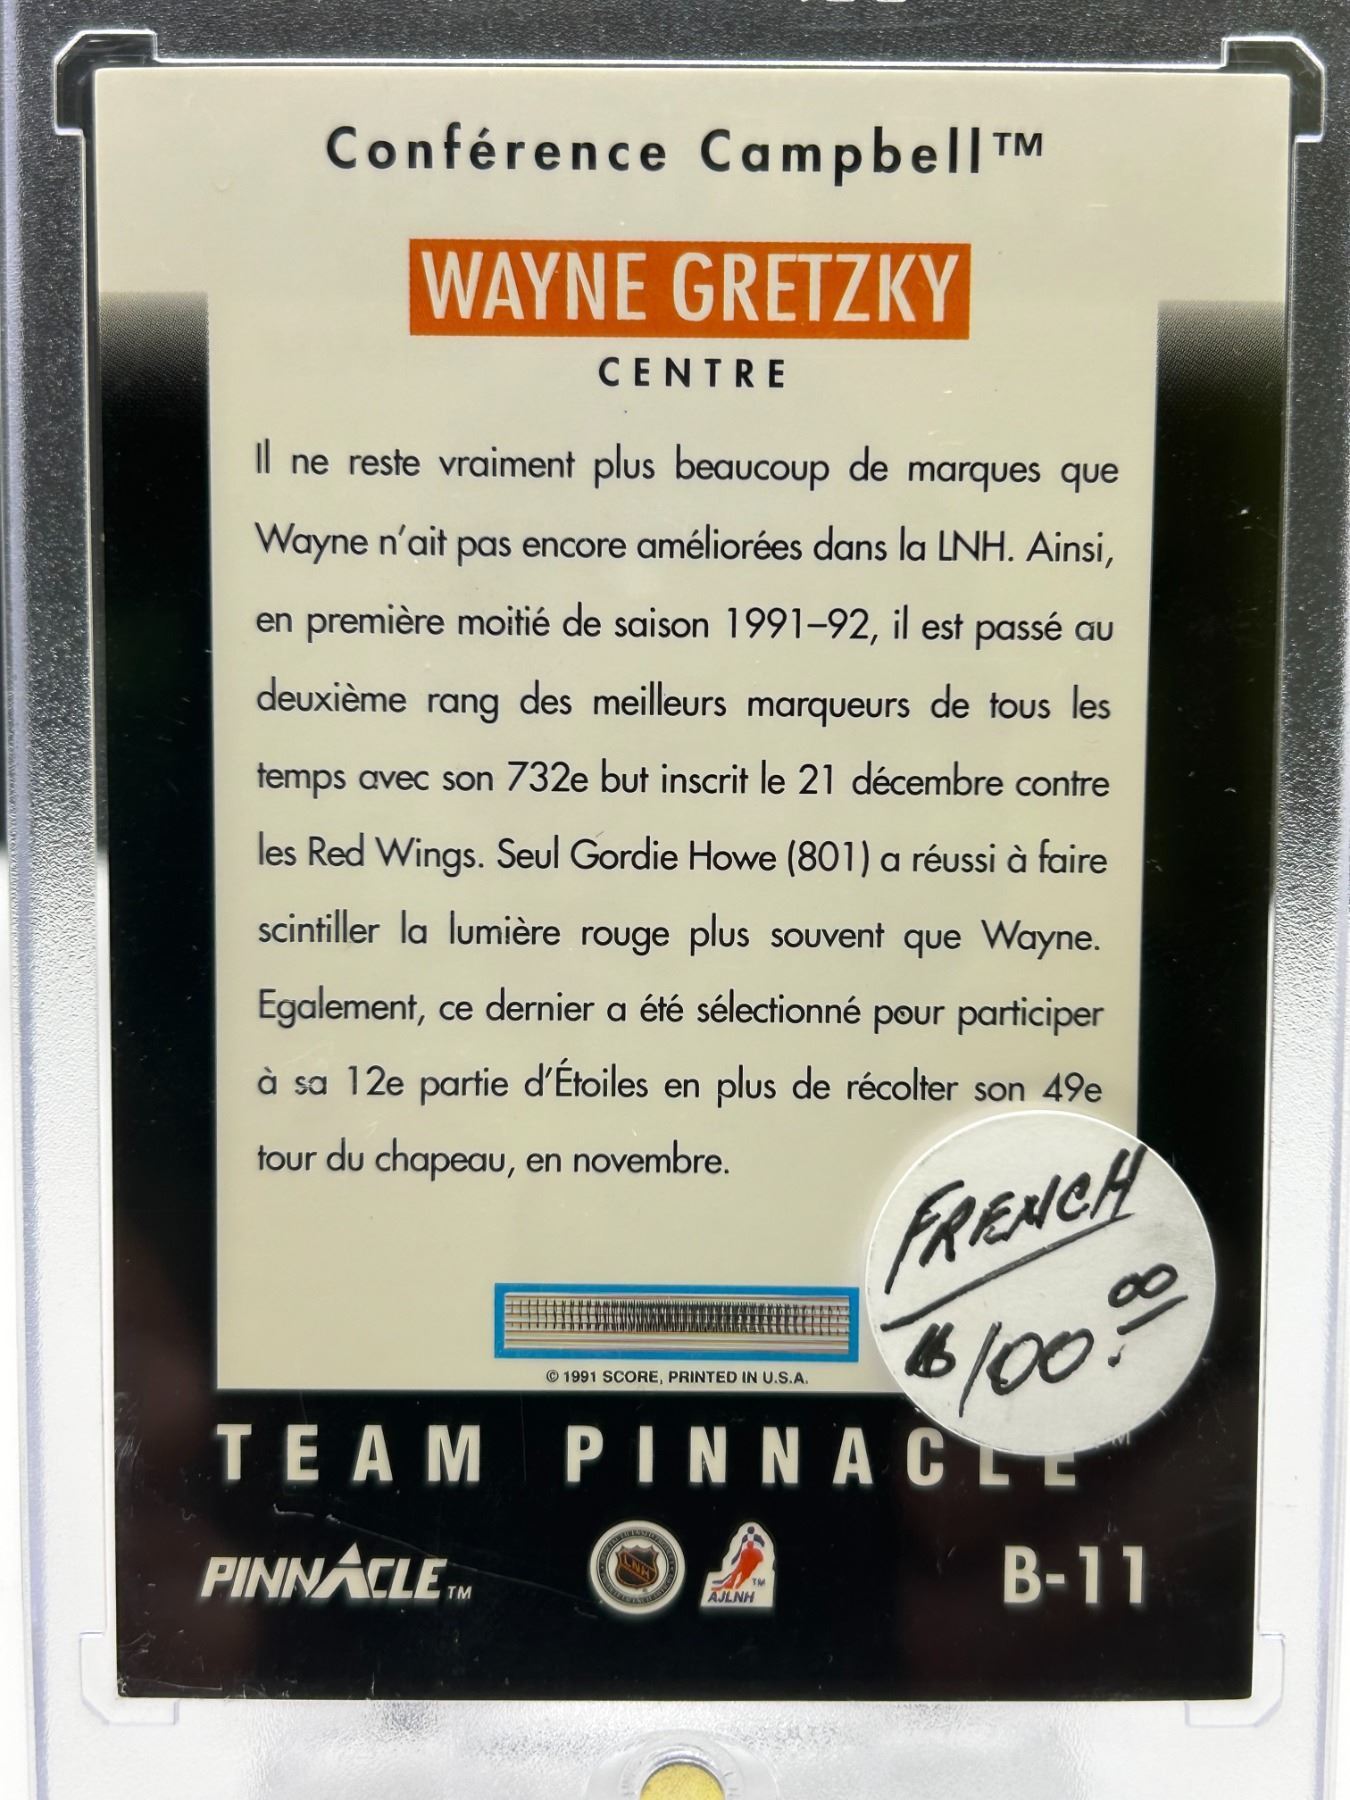 Conférence Campbell™
WAYNE GRETZKY
CENTRE
Il ne reste vraiment plus beaucoup de marques que
Wayne n'ait pas encore améliorées dans la LNH. Ainsi,
en première moitié de saison 1991–92, il est passé au
deuxième rang des meilleurs marqueurs de tous les
temps avec son 732e but inscrit le 21 décembre contre
les Red Wings. Seul Gordie Howe (801) a réussi à faire
scintiller la lumière rouge plus souvent que Wayne.
Egalement, ce dernier a été sélectionné pour participer
à sa 12e partie d'Étoiles en plus de récolter son 49e
tour du chapeau, en novembre.
FRENCH
$100.00
© 1991 SCORE, PRINTED IN U.S.A.
TEAM PINNACLE
PINNACLE™
LNH
AJLNH ™
B-11